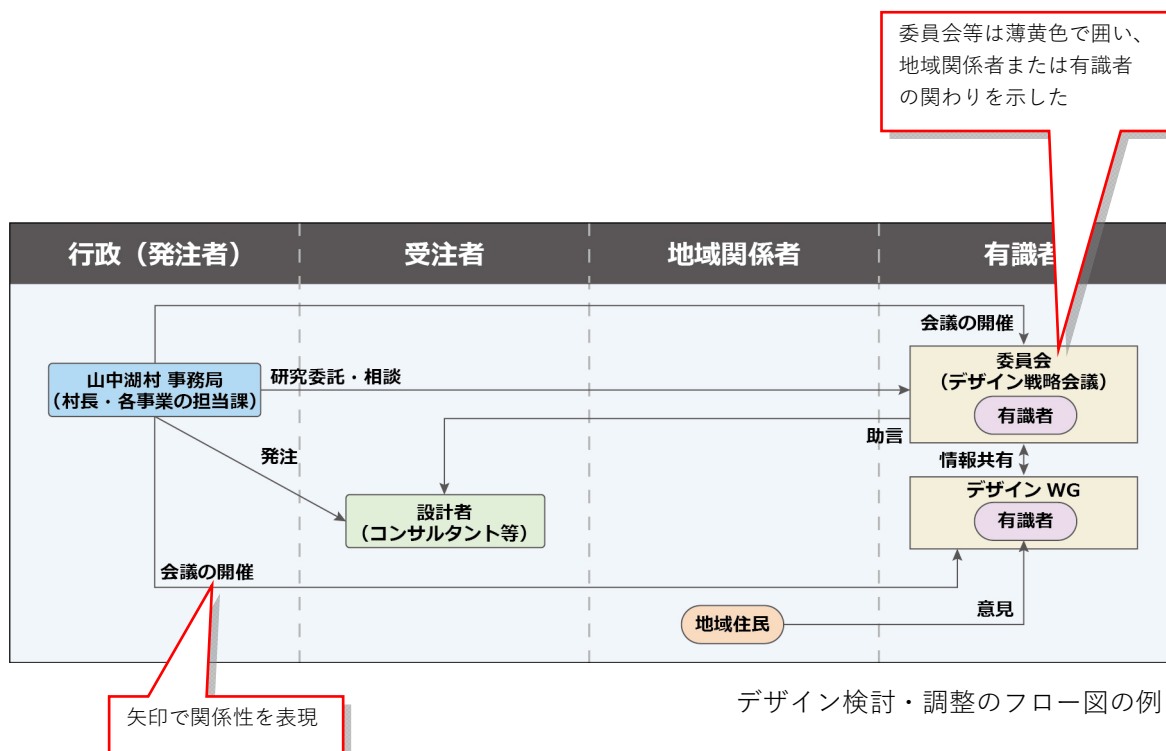 委員会等は薄黄色で囲い、
地域関係者または有識者
の関わりを示した
行政（発注者）
受注者
地域関係者
有識者
会議の開催
委員会
（デザイン戦略会議）
有識者
山中湖村 事務局
（村長・各事業の担当課）
研究委託・相談
助言
発注
情報共有
デザイン WG
有識者
設計者
（コンサルタント等）
会議の開催
地域住民
意見
矢印で関係性を表現
デザイン検討・調整のフロー図の例